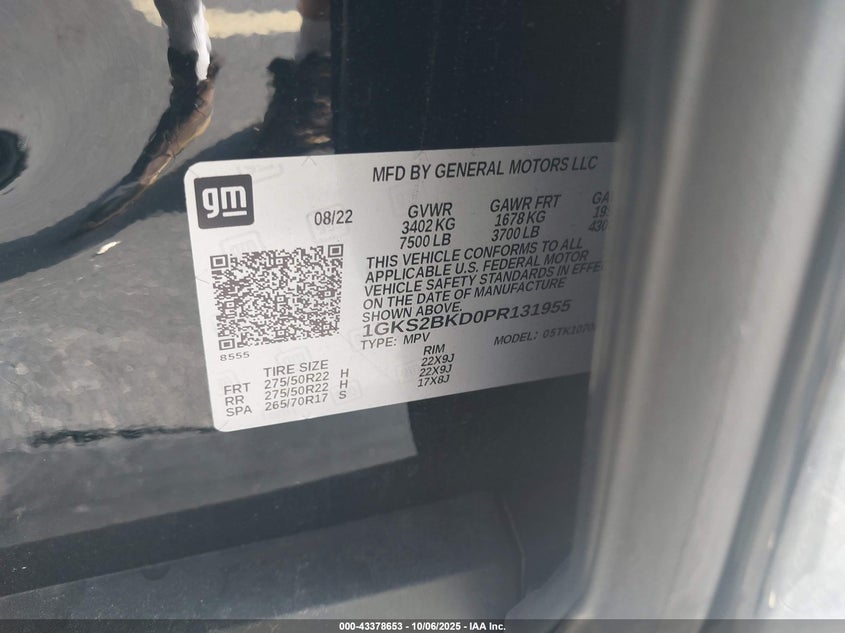 MFD BY GENERAL MOTORS LLC
gm
08/22
GVWR GAWR FRT
3402 KG 1678 KG
7500 LB 3700 LB
THIS VEHICLE CONFORMS TO ALL
APPLICABLE U.S. FEDERAL MOTOR
VEHICLE SAFETY STANDARDS IN EFFECT
ON THE DATE OF MANUFACTURE
SHOWN ABOVE.
1GKS2BKD0PR131955
8555
TYPE: MPV MODEL:
TIRE SIZE RIM
FRT 275/50R22 H 22X9J
RR 275/50R22 H 22X9J
SPA 265/70R17 S 17X8J
000-43378653 - 10/06/2025 - IAA Inc.